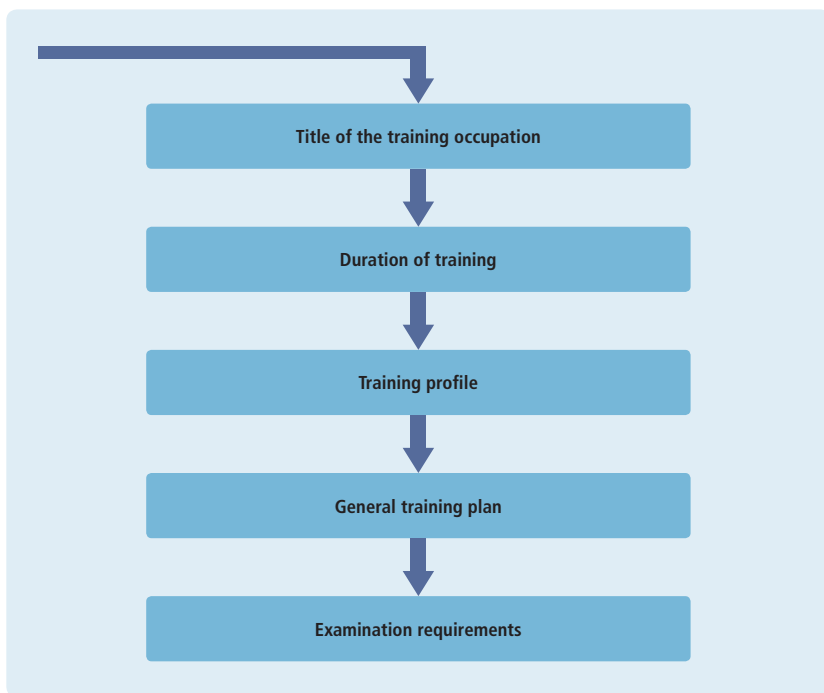 Title of the training occupation
Duration of training
Training profile
General training plan
Examination requirements